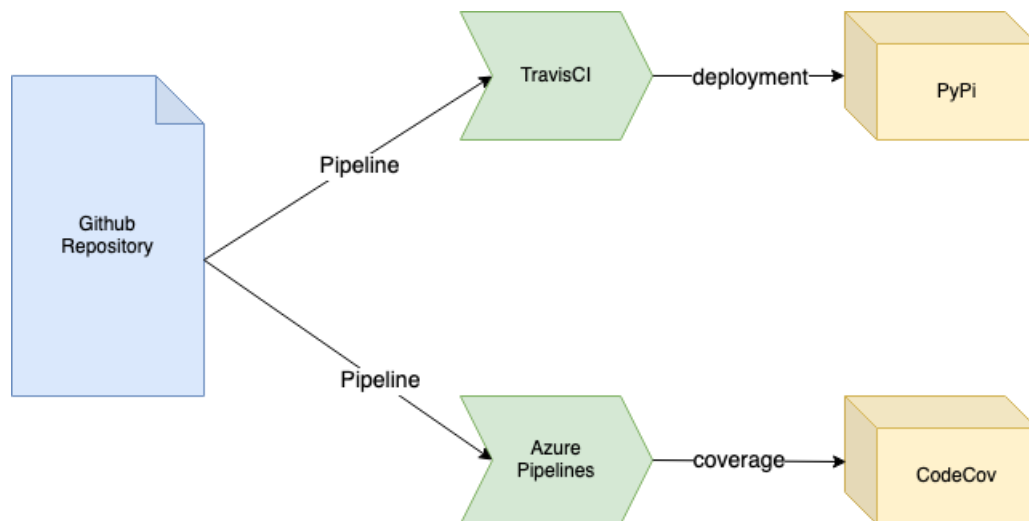 TravisCI
deployment
PyPi
Pipeline
Github
Repository
Pipeline
Azure
Pipelines
coverage
CodeCov